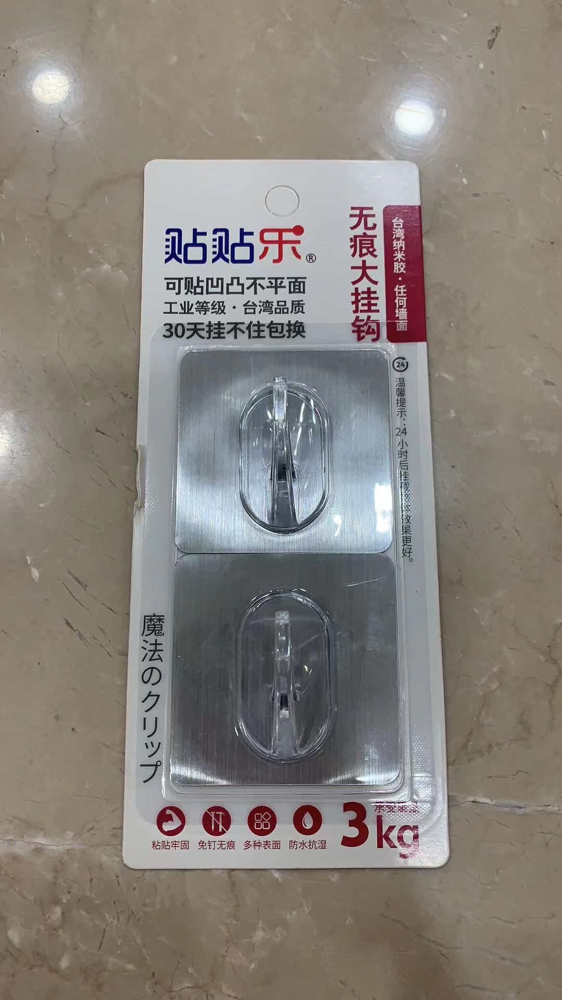 贴贴乐®
可贴凹凸不平面
工业等级·台湾品质
30天挂不住包换
无痕大挂钩
台湾纳米胶·任何墙面
24
温馨提示：24小时后挂载物体效果更好。
魔法のクリップ
粘贴牢固
免钉无痕
多种表面
防水抗湿
3kg